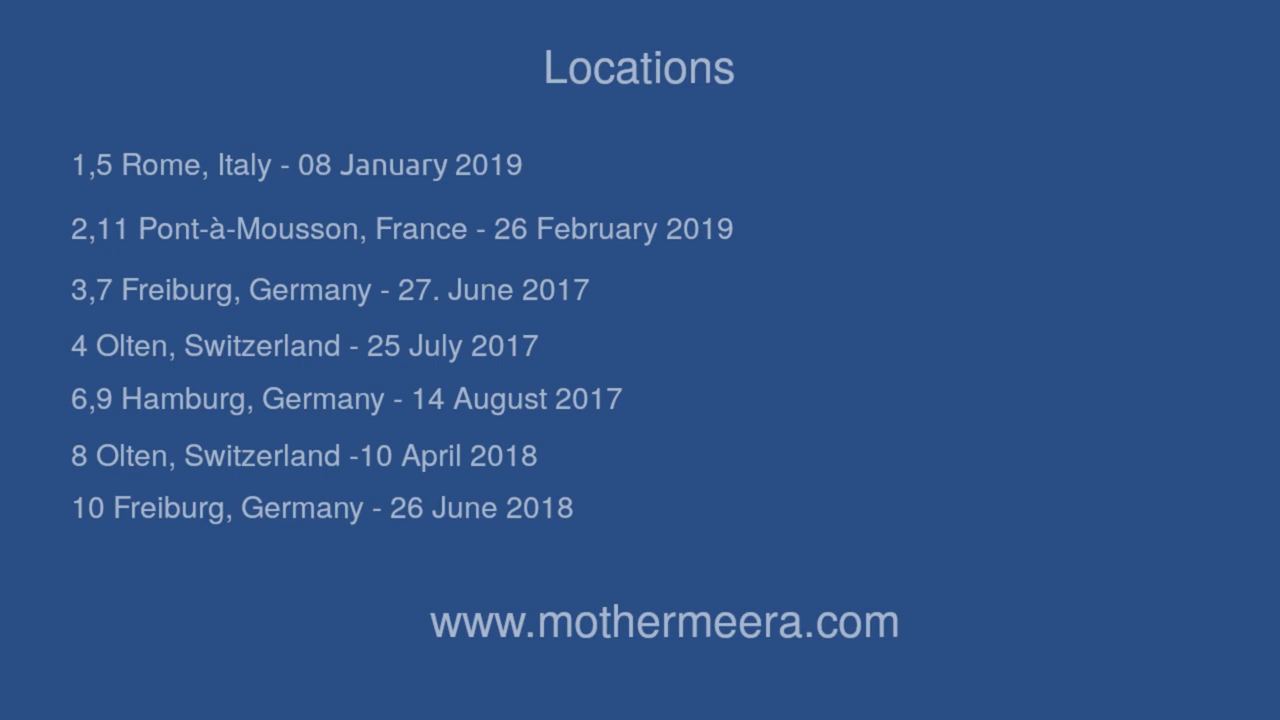 Locations
1,5 Rome, Italy - 08 January 2019
2,11 Pont-à-Mousson, France - 26 February 2019
3,7 Freiburg, Germany - 27. June 2017
4 Olten, Switzerland - 25 July 2017
6,9 Hamburg, Germany - 14 August 2017
8 Olten, Switzerland -10 April 2018
10 Freiburg, Germany - 26 June 2018
www.mothermeera.com